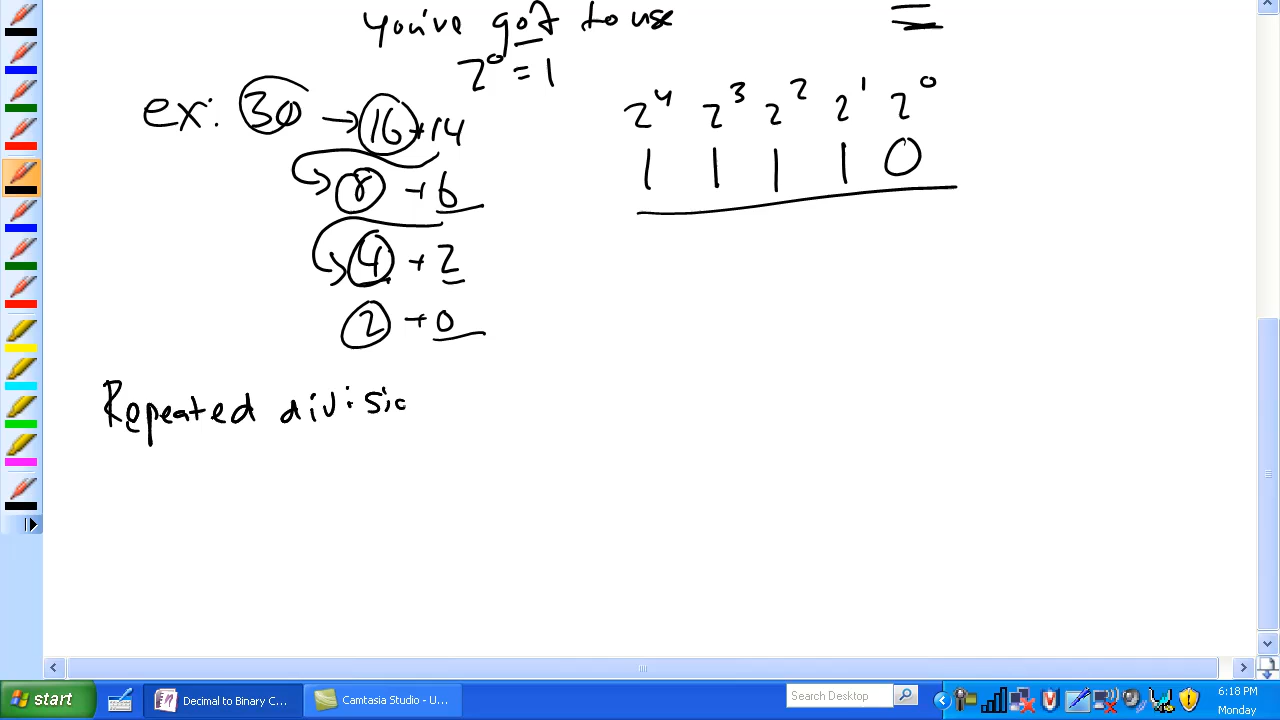 you've got to use
2⁰ = 1
ex: 30 → 16 + 14
8 + 6
4 + 2
2 + 0
2⁴ 2³ 2² 2¹ 2⁰
1 1 1 1 0
Repeated divisio
start
Decimal to Binary C...
Camtasia Studio - U...
Search Desktop
6:18 PM
Monday